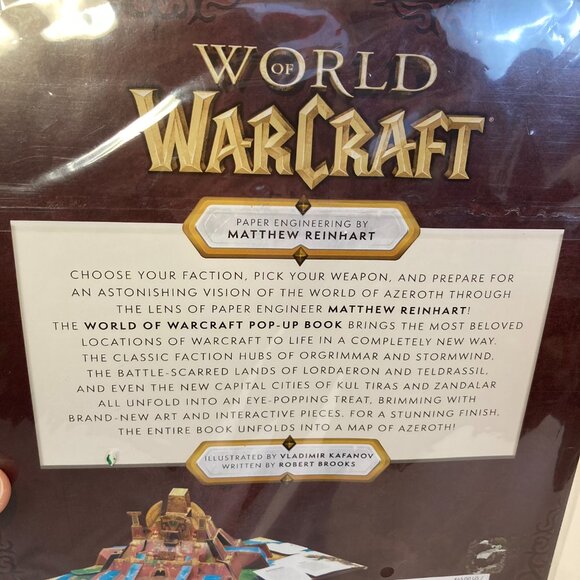 WORLD
OF
WARCRAFT®
PAPER ENGINEERING BY
MATTHEW REINHART
CHOOSE YOUR FACTION, PICK YOUR WEAPON, AND PREPARE FOR
AN ASTONISHING VISION OF THE WORLD OF AZEROTH THROUGH
THE LENS OF PAPER ENGINEER MATTHEW REINHART!
THE WORLD OF WARCRAFT POP-UP BOOK BRINGS THE MOST BELOVED
LOCATIONS OF WARCRAFT TO LIFE IN A COMPLETELY NEW WAY.
THE CLASSIC FACTION HUBS OF ORGRIMMAR AND STORMWIND,
THE BATTLE-SCARRED LANDS OF LORDAERON AND TELDRASSIL,
AND EVEN THE NEW CAPITAL CITIES OF KUL TIRAS AND ZANDALAR
ALL UNFOLD INTO AN EYE-POPPING TREAT, BRIMMING WITH
BRAND-NEW ART AND INTERACTIVE PIECES. FOR A STUNNING FINISH,
THE ENTIRE BOOK UNFOLDS INTO A MAP OF AZEROTH!
ILLUSTRATED BY VLADIMIR KAFANOV
WRITTEN BY ROBERT BROOKS